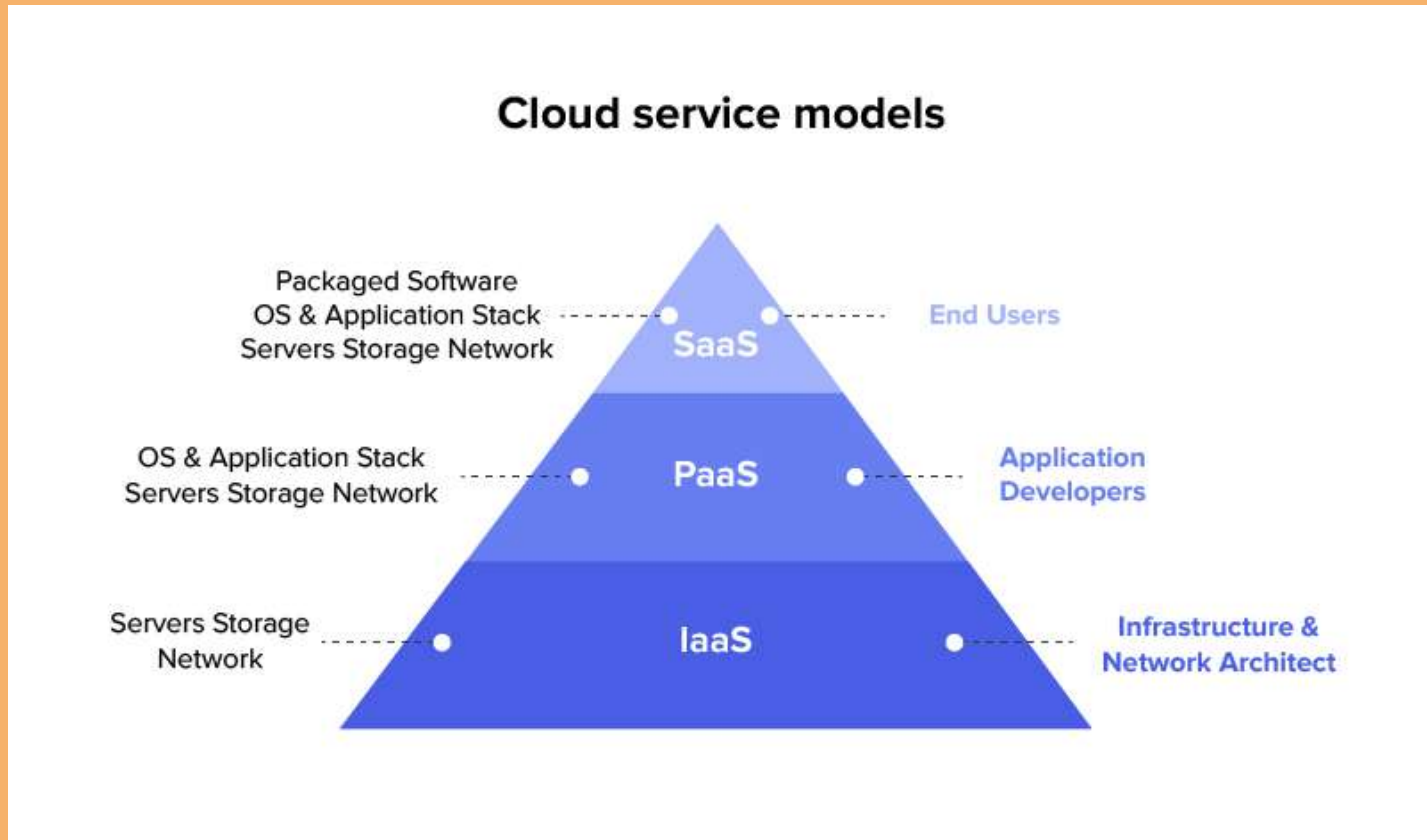 Cloud service models
Packaged Software
OS & Application Stack
Servers Storage Network
SaaS
End Users
OS & Application Stack
Servers Storage Network
PaaS
Application
Developers
Servers Storage
Network
IaaS
Infrastructure &
Network Architect